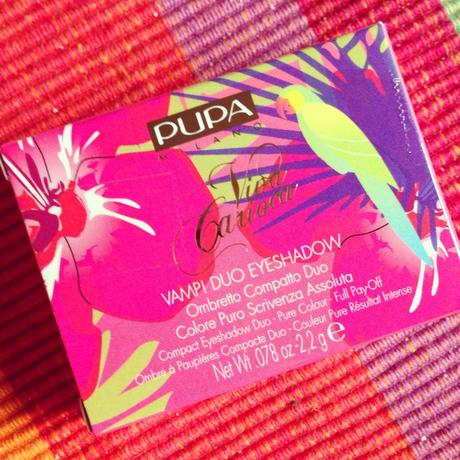 PUPA
MILANO
Viva
Carioca
VAMP! DUO EYESHADOW
Ombretto Compatto Duo
Colore Puro Scrivenza Assoluta
Compact Eyeshadow Duo - Pure Colour - Full Pay-Off
Ombre à Paupières Compacte Duo - Couleur Pure Résultat Intense
Net Wt .078 oz - 2,2 g ℮